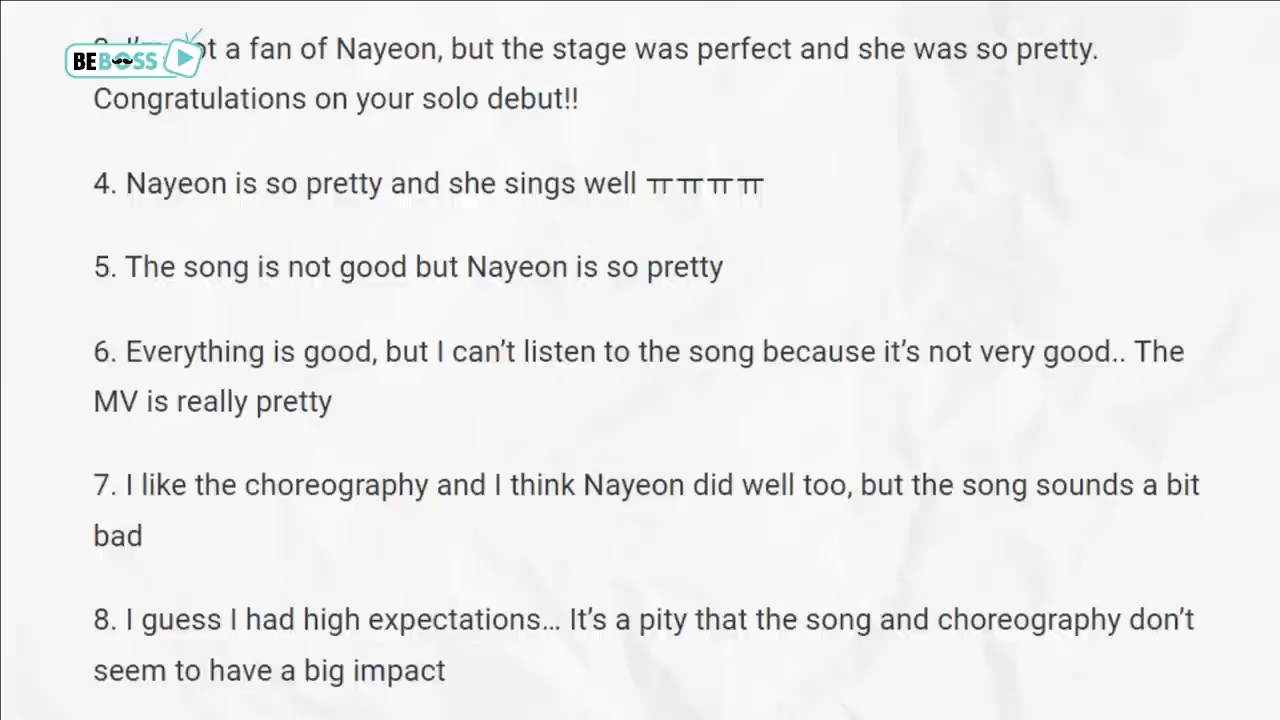 BEBOSS
a fan of Nayeon, but the stage was perfect and she was so pretty.
Congratulations on your solo debut!!
4. Nayeon is so pretty and she sings well ㅠㅠㅠㅠ
5. The song is not good but Nayeon is so pretty
6. Everything is good, but I can’t listen to the song because it’s not very good.. The
MV is really pretty
7. I like the choreography and I think Nayeon did well too, but the song sounds a bit
bad
8. I guess I had high expectations… It’s a pity that the song and choreography don’t
seem to have a big impact